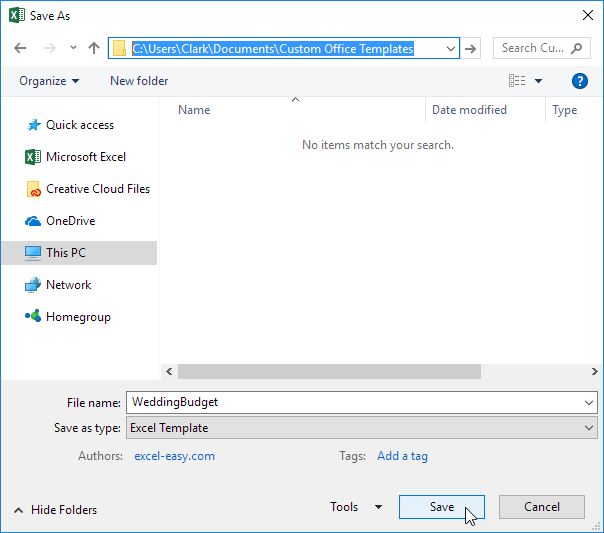 Save As
C:\Users\Clark\Documents\Custom Office Templates
Search Cu...
Organize
New folder
?
Name
Date modified
Type
No items match your search.
Quick access
Microsoft Excel
Creative Cloud Files
OneDrive
This PC
Network
Homegroup
File name: WeddingBudget
Save as type: Excel Template
Authors: excel-easy.com Tags: Add a tag
Hide Folders
Tools
Save
Cancel